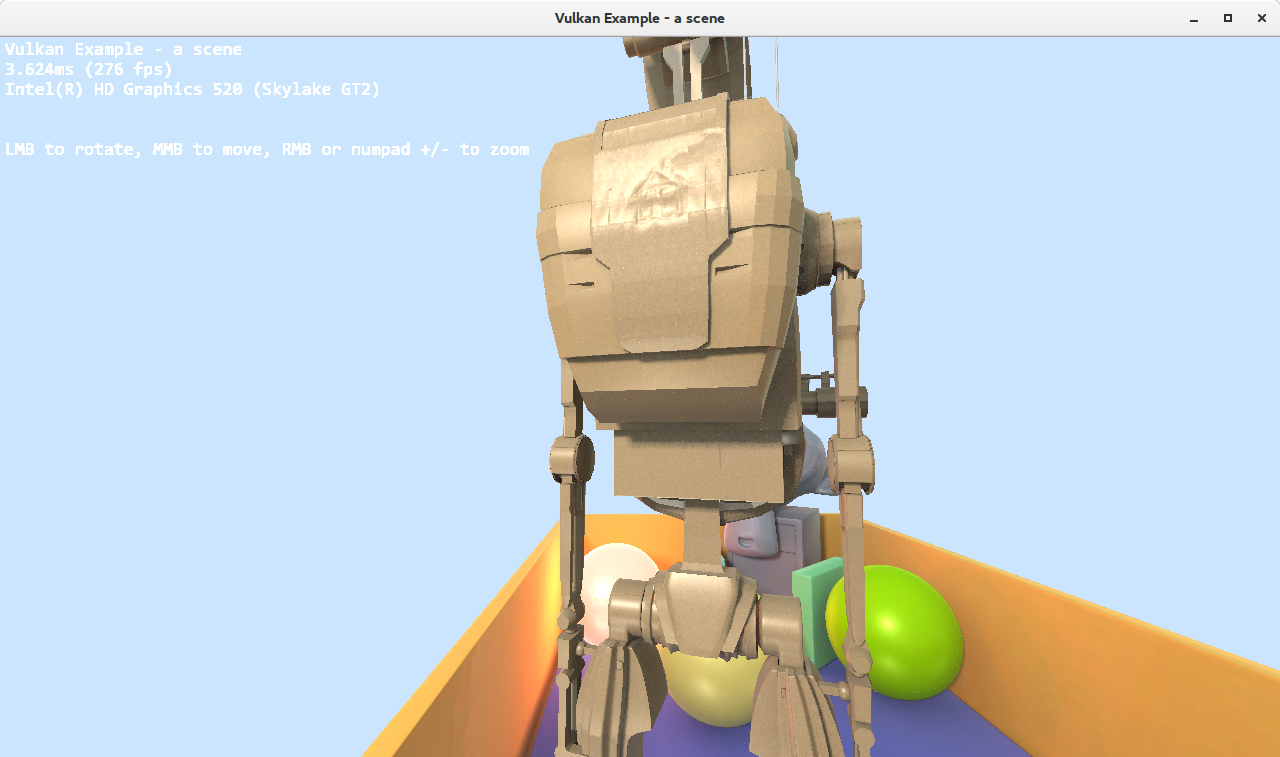 Vulkan Example - a scene
Vulkan Example - a scene
3.624ms (276 fps)
Intel(R) HD Graphics 520 (Skylake GT2)
LMB to rotate, MMB to move, RMB or numpad +/- to zoom